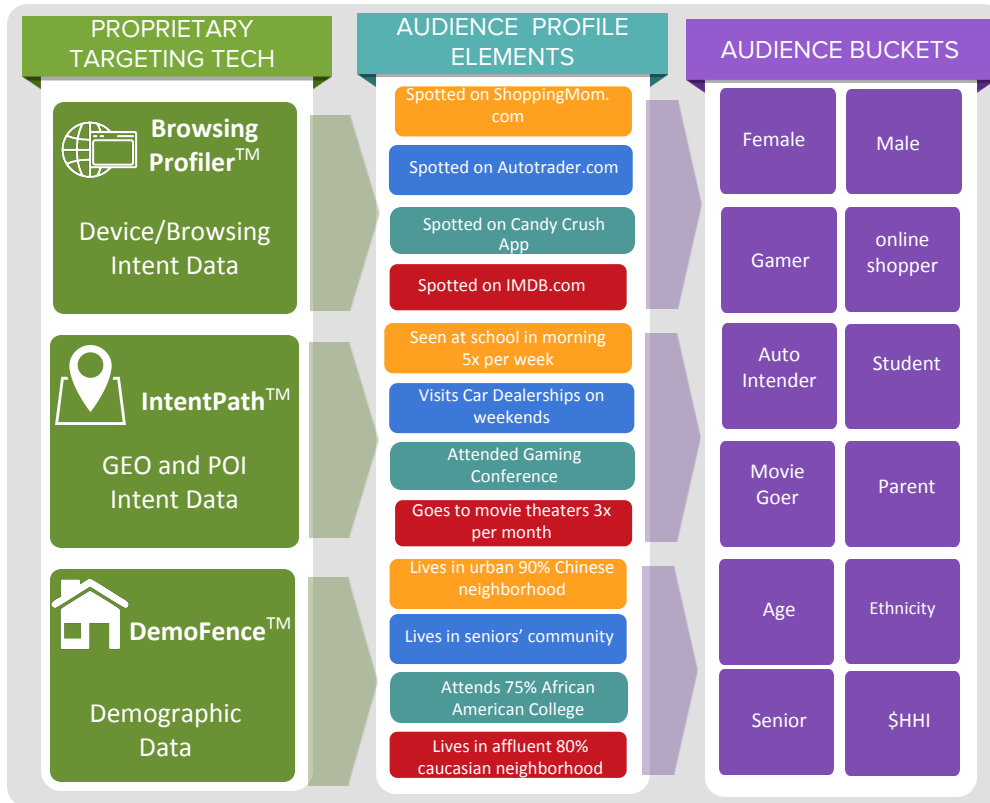 PROPRIETARY
TARGETING TECH
AUDIENCE PROFILE
ELEMENTS
AUDIENCE BUCKETS
Browsing
Profiler™
Device/Browsing
Intent Data
IntentPath™
GEO and POI
Intent Data
DemoFence™
Demographic
Data
Spotted on ShoppingMom.
com
Spotted on Autotrader.com
Spotted on Candy Crush
App
Spotted on IMDB.com
Seen at school in morning
5x per week
Visits Car Dealerships on
weekends
Attended Gaming
Conference
Goes to movie theaters 3x
per month
Lives in urban 90% Chinese
neighborhood
Lives in seniors’ community
Attends 75% African
American College
Lives in affluent 80%
caucasian neighborhood
Female
Male
Gamer
online
shopper
Auto
Intender
Student
Movie
Goer
Parent
Age
Ethnicity
Senior
$HHI